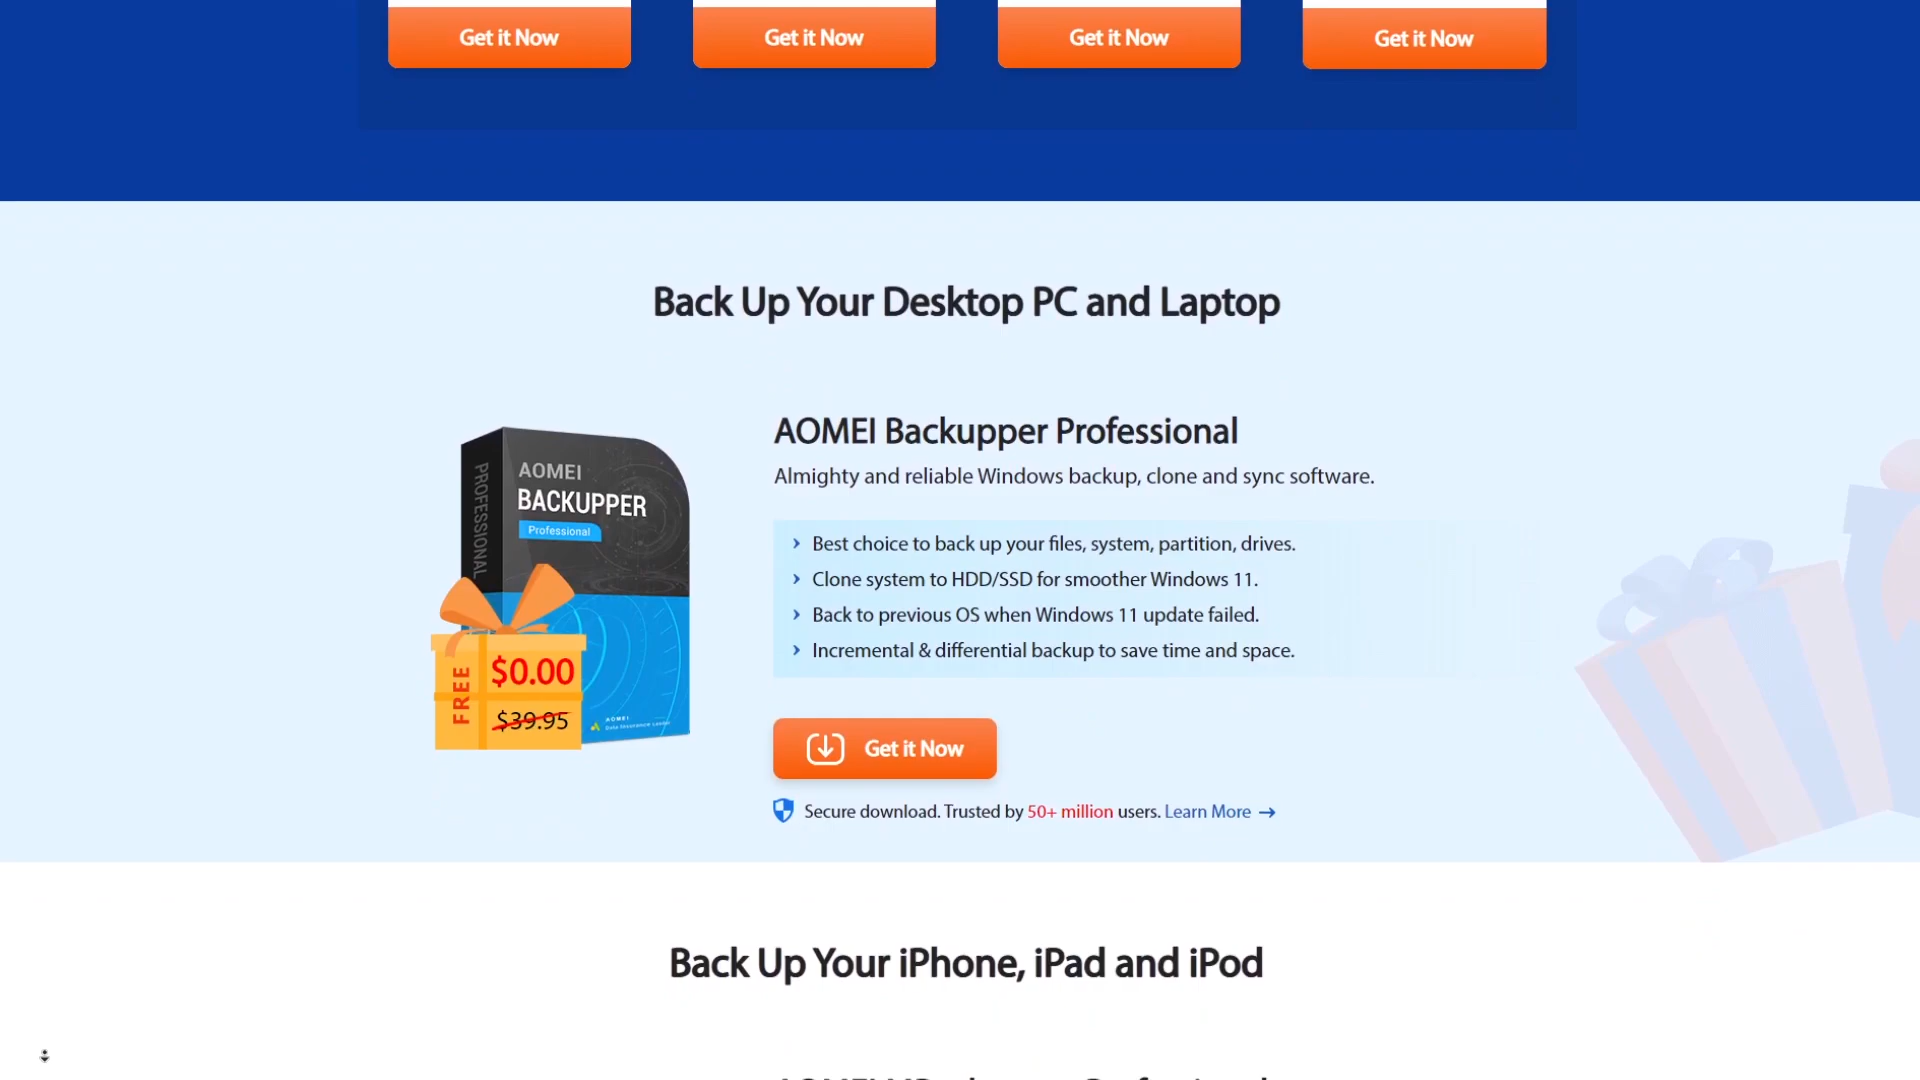 Get it Now
Get it Now
Get it Now
Get it Now
Back Up Your Desktop PC and Laptop
AOMEI Backupper Professional
Almighty and reliable Windows backup, clone and sync software.
Best choice to back up your files, system, partition, drives.
Clone system to HDD/SSD for smoother Windows 11.
Back to previous OS when Windows 11 update failed.
Incremental & differential backup to save time and space.
PROFESSIONAL
AOMEI
BACKUPPER
Professional
FREE
$0.00
$39.95
AOMEI
Get it Now
Secure download. Trusted by 50+ million users. Learn More →
Back Up Your iPhone, iPad and iPod